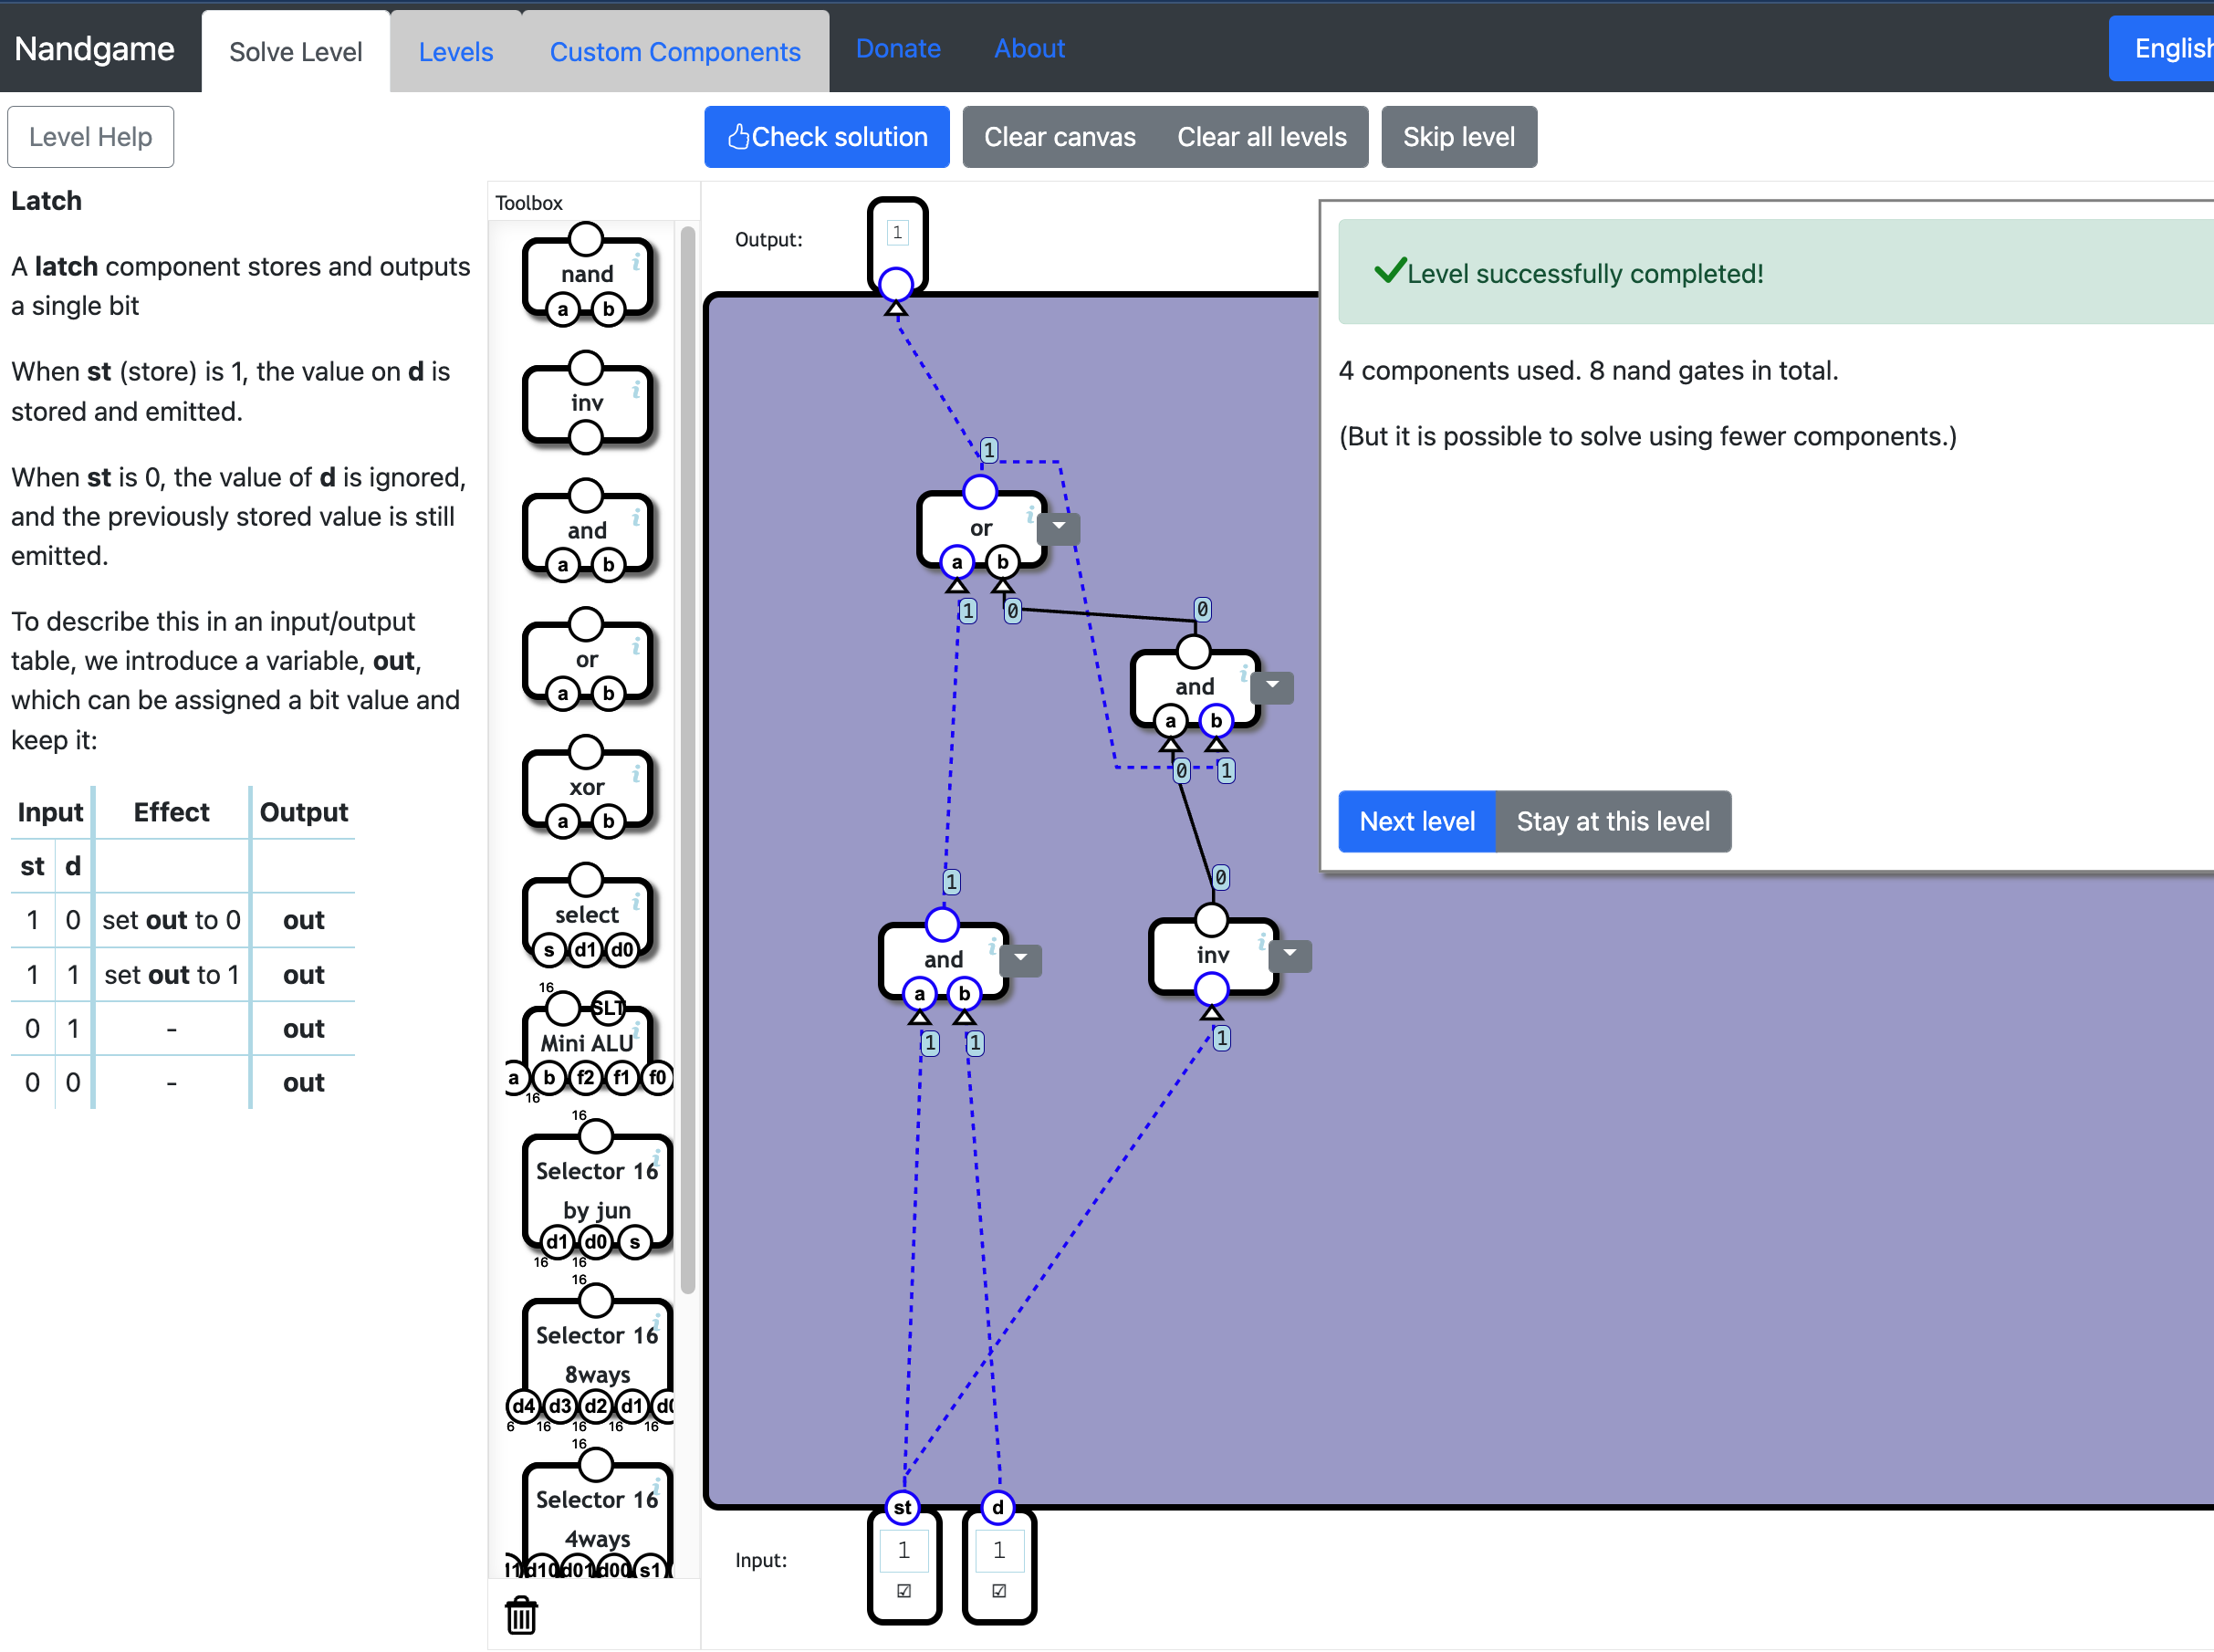 Nandgame Solve Level Levels Custom Components Donate About English
Level Help
Check solution Clear canvas Clear all levels Skip level
Latch
A latch component stores and outputs
a single bit
When st (store) is 1, the value on d is
stored and emitted.
When st is 0, the value of d is ignored,
and the previously stored value is still
emitted.
To describe this in an input/output
table, we introduce a variable, out,
which can be assigned a bit value and
keep it:
Input Effect Output
st d
1 0 set out to 0 out
1 1 set out to 1 out
0 1 - out
0 0 - out
Toolbox
nand
a b
inv
and
a b
or
a b
xor
a b
select
s d1 d0
16
SLT
Mini ALU
a b f2 f1 f0
16
16
Selector 16
by jun
d1 d0 s
16 16
16
Selector 16
8ways
d4 d3 d2 d1 d0
6 16 16 16 16
16
Selector 16
4ways
d10 d01 d00 s1
Output:
1
1
or
a b
1 0
0
and
a b
0 1
1
and
a b
1 1
0
inv
1
st d
Input:
1 1
Level successfully completed!
4 components used. 8 nand gates in total.
(But it is possible to solve using fewer components.)
Next level Stay at this level